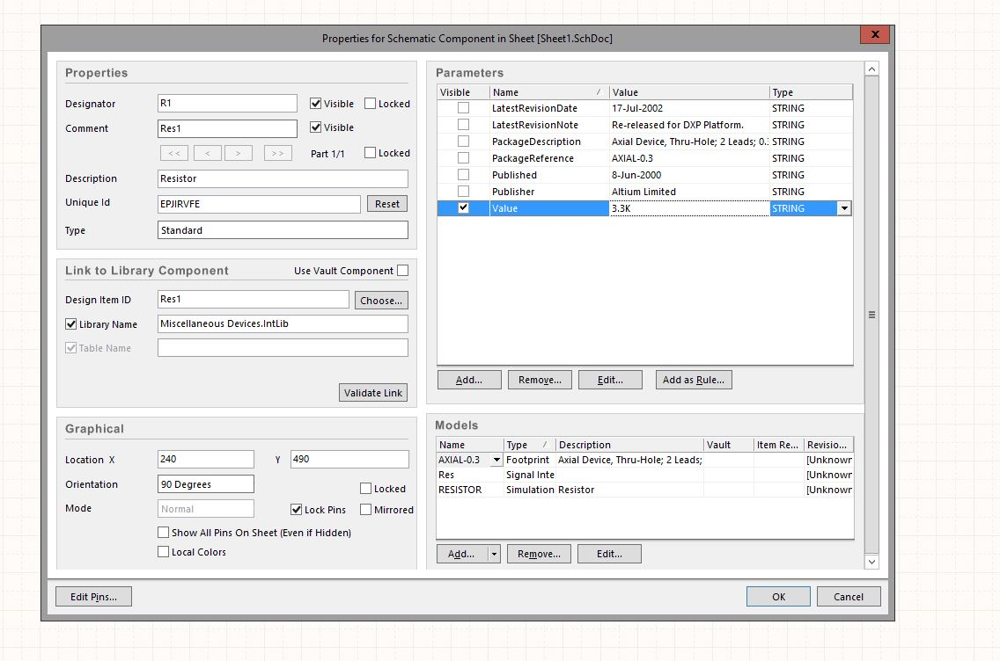 Properties for Schematic Component in Sheet [Sheet1.SchDoc]
X
Properties
Designator R1 Visible Locked
Comment Res1 Visible
<< < > >> Part 1/1 Locked
Description Resistor
Unique Id EPJIRVFE Reset
Type Standard
Link to Library Component Use Vault Component
Design Item ID Res1 Choose...
Library Name Miscellaneous Devices.IntLib
Table Name
Validate Link
Graphical
Location X 240 Y 490
Orientation 90 Degrees Locked
Mode Normal Lock Pins Mirrored
Show All Pins On Sheet (Even if Hidden)
Local Colors
Parameters
Visible Name / Value Type
LatestRevisionDate 17-Jul-2002 STRING
LatestRevisionNote Re-released for DXP Platform. STRING
PackageDescription Axial Device, Thru-Hole; 2 Leads; 0.: STRING
PackageReference AXIAL-0.3 STRING
Published 8-Jun-2000 STRING
Publisher Altium Limited STRING
Value 3.3K STRING
Add... Remove... Edit... Add as Rule...
Models
Name Type / Description Vault Item Re... Revisio...
AXIAL-0.3 Footprint Axial Device, Thru-Hole; 2 Leads; [Unknown
Res Signal Inte [Unknown
RESISTOR Simulation Resistor [Unknown
Add... Remove... Edit...
Edit Pins... OK Cancel